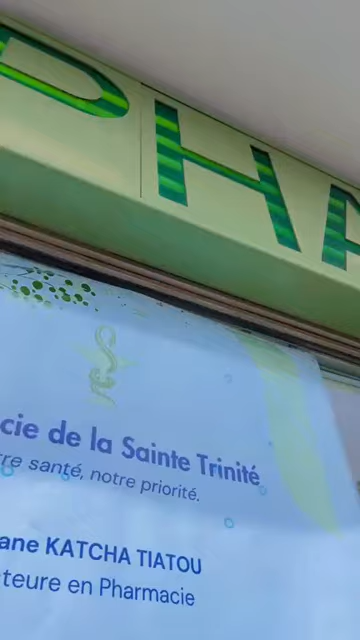 PHA
cie de la Sainte Trinité
re santé, notre priorité.
ane KATCHA TIATOU
teure en Pharmacie